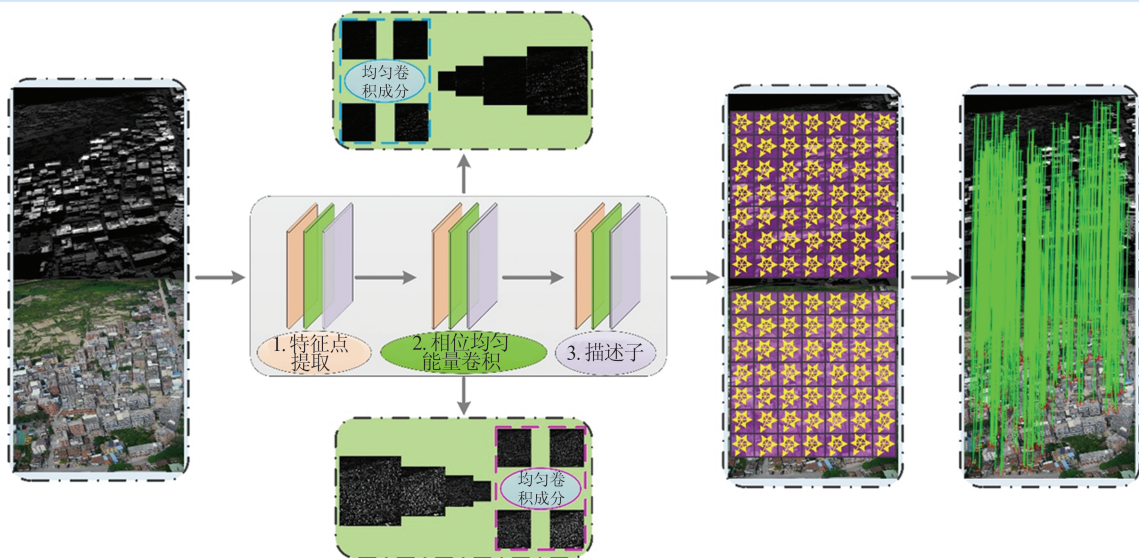 均匀卷
积成分
1. 特征点
提取
2. 相位均匀
能量卷积
3. 描述子
均匀卷
积成分